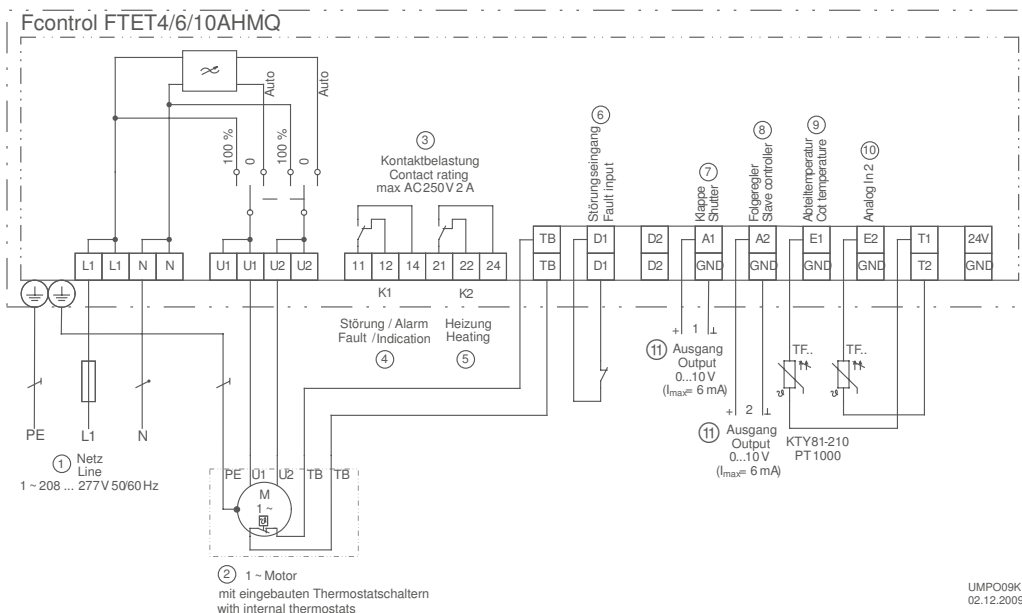 Fcontrol FTET4/6/10AHMQ
Auto
Auto
100 %
0
100 %
0
3
Kontaktbelastung
Contact rating
max AC250V 2 A
6
Störungseingang
Fault input
7
Klappe
Shutter
8
Folgeregler
Slave controller
9
Abteiltemperatur
Cot temperature
10
Analog In 2
TB D1 D2 A1 A2 E1 E2 T1 24V
L1 L1 N N U1 U1 U2 U2 11 12 14 21 22 24 TB D1 D2 GND GND GND GND T2 GND
K1 K2
Störung / Alarm
Fault /Indication
4
Heizung
Heating
5
+ 1 ⊥
11 Ausgang
Output
0...10 V
(Imax= 6 mA)
+ 2 ⊥
11 Ausgang
Output
0...10 V
(Imax= 6 mA)
TF.. TF..
ϑ ϑ
KTY81-210
PT1000
PE L1 N
1 Netz
Line
1 ~ 208 ... 277V 50/60 Hz
PE U1 U2 TB TB
M
1 ~
ϑ
2 1 ~ Motor
mit eingebauten Thermostatschaltern
with internal thermostats
UMPO09K
02.12.2009